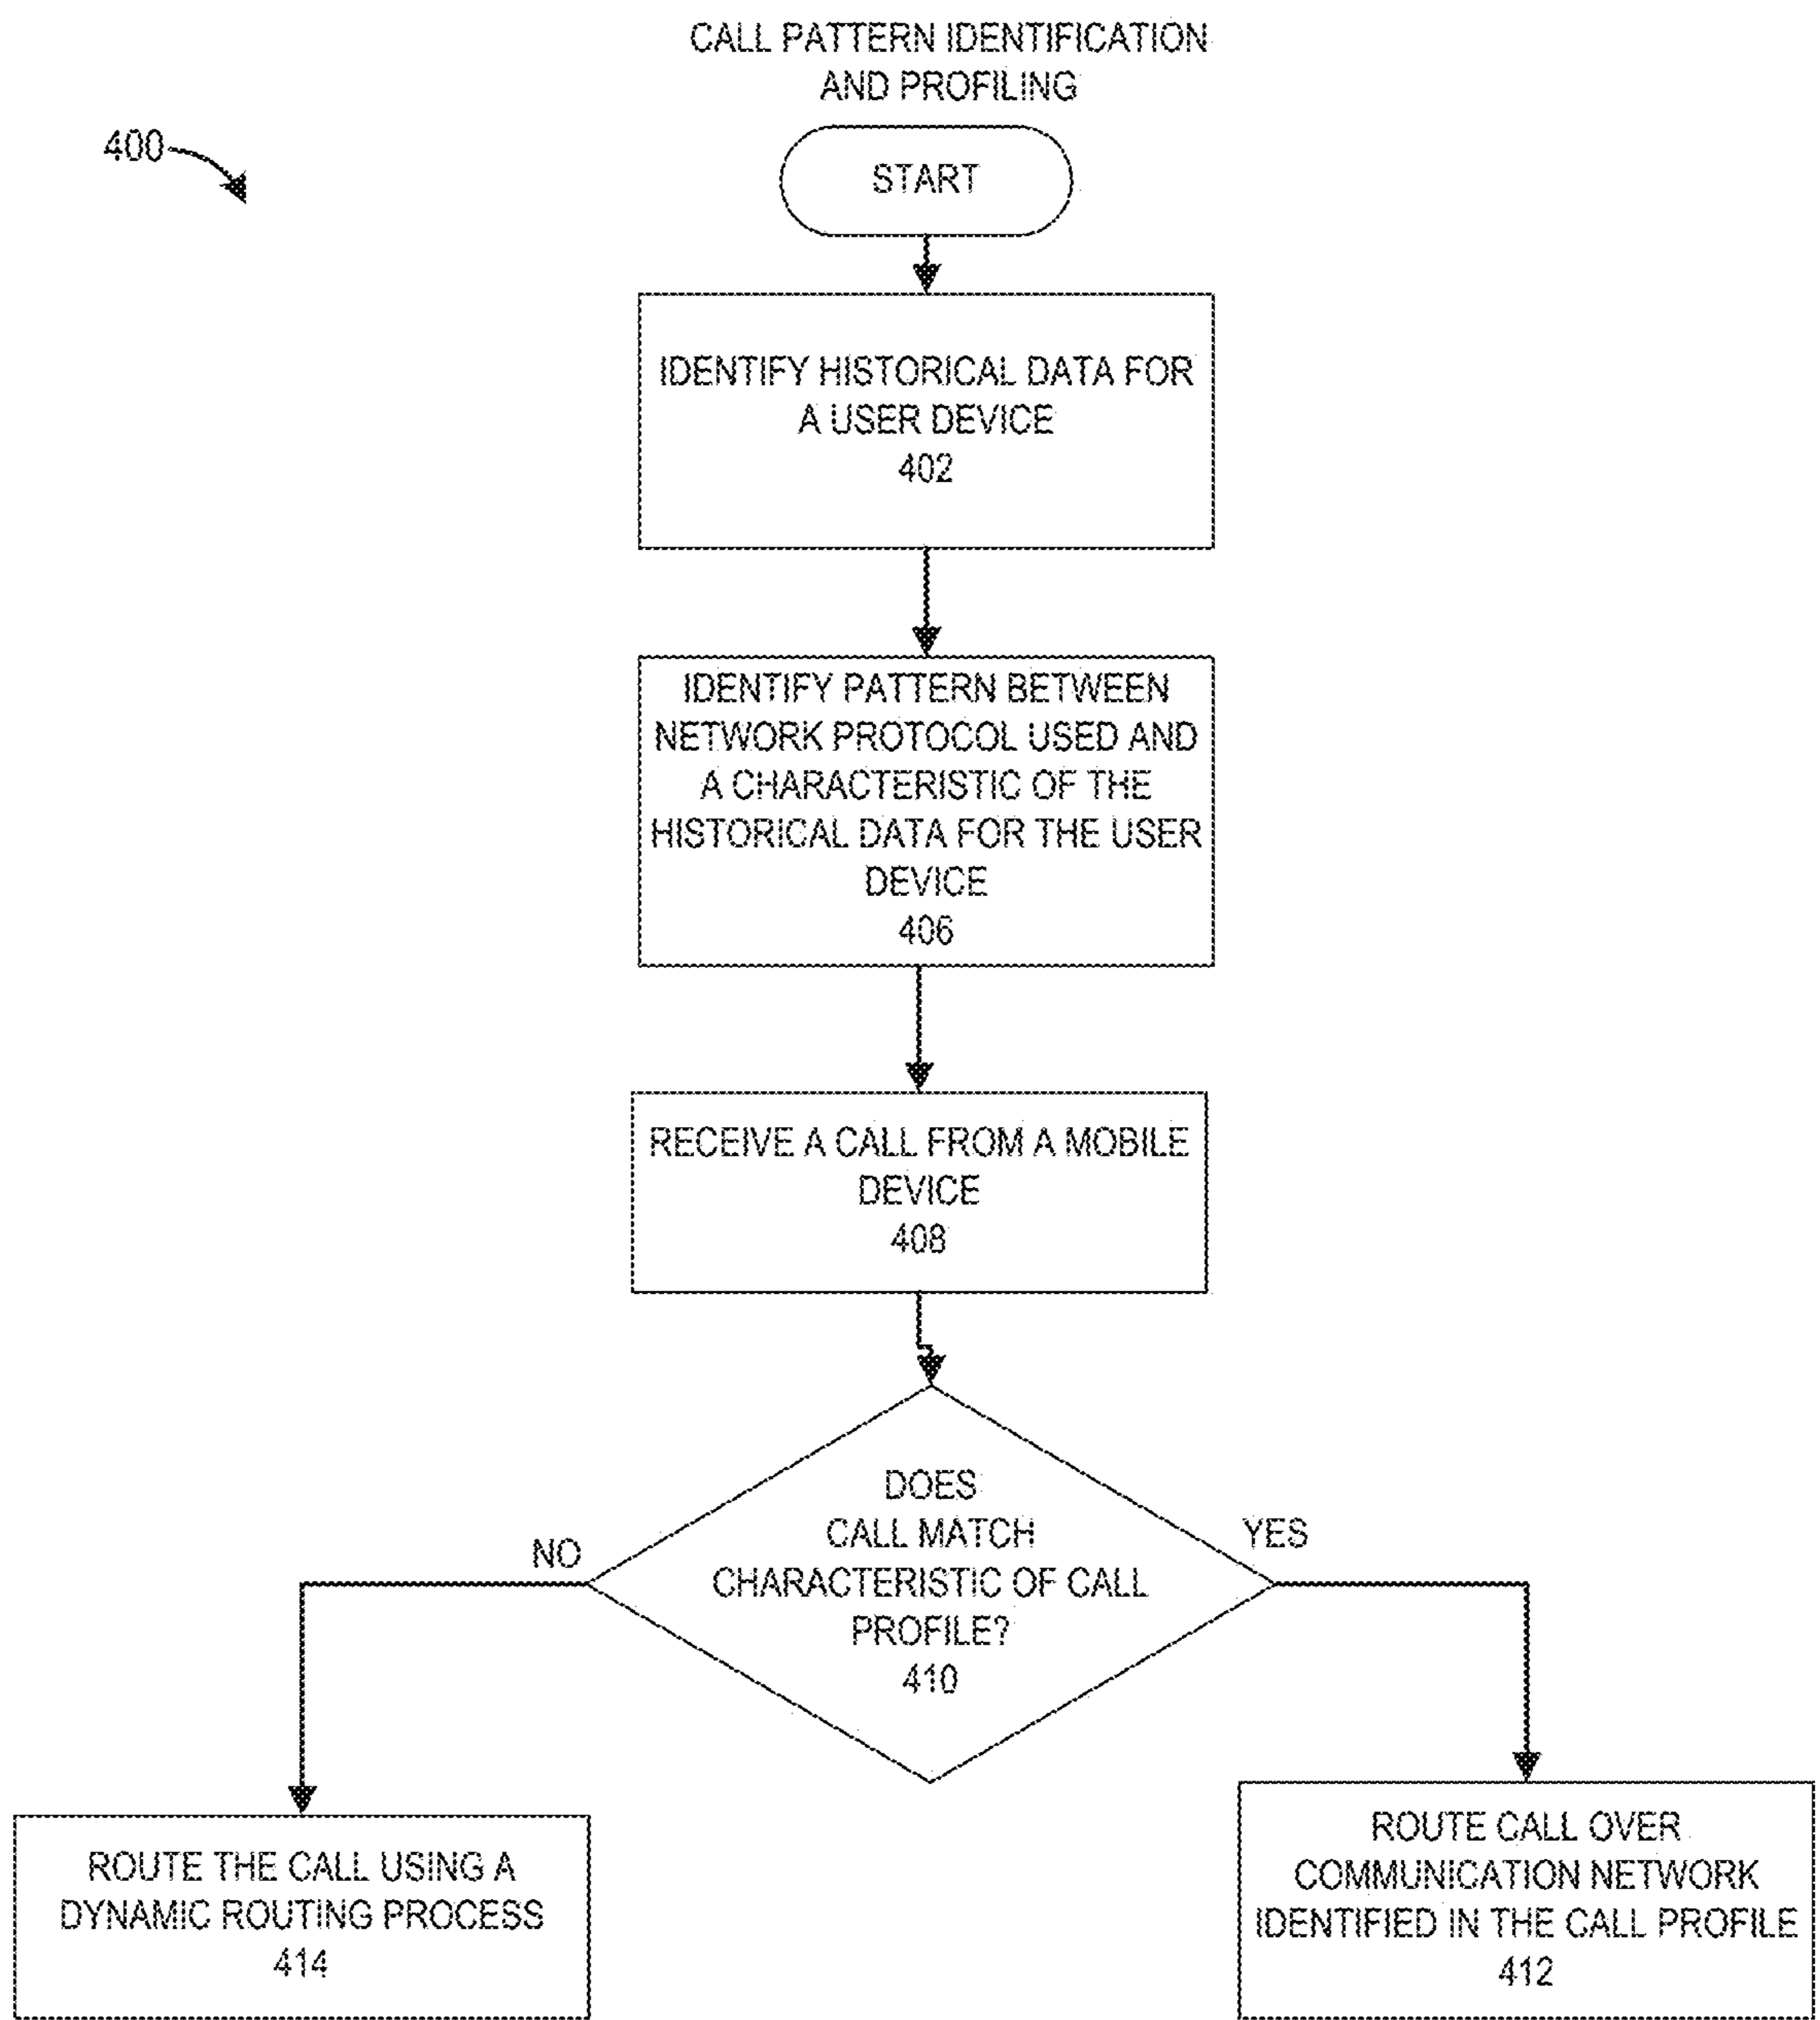 CALL PATTERN IDENTIFICATION
AND PROFILING
400
START
IDENTIFY HISTORICAL DATA FOR
A USER DEVICE
402
IDENTIFY PATTERN BETWEEN
NETWORK PROTOCOL USED AND
A CHARACTERISTIC OF THE
HISTORICAL DATA FOR THE USER
DEVICE
406
RECEIVE A CALL FROM A MOBILE
DEVICE
408
DOES
CALL MATCH
CHARACTERISTIC OF CALL
PROFILE?
410
NO
YES
ROUTE THE CALL USING A
DYNAMIC ROUTING PROCESS
414
ROUTE CALL OVER
COMMUNICATION NETWORK
IDENTIFIED IN THE CALL PROFILE
412